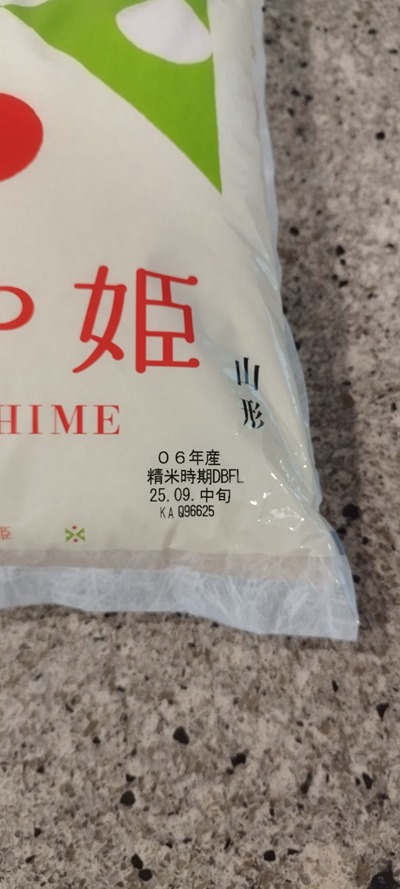 姫
HIME
山形
06年産
精米時期DBFL
25.09.中旬
KA Q96625
姫